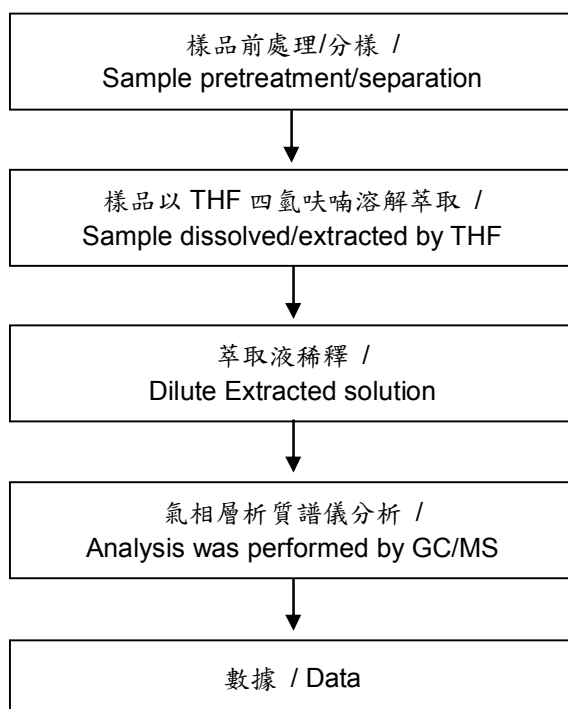 樣品前處理/分樣 /
Sample pretreatment/separation
樣品以 THF 四氫呋喃溶解萃取 /
Sample dissolved/extracted by THF
萃取液稀釋 /
Dilute Extracted solution
氣相層析質譜儀分析 /
Analysis was performed by GC/MS
數據 / Data